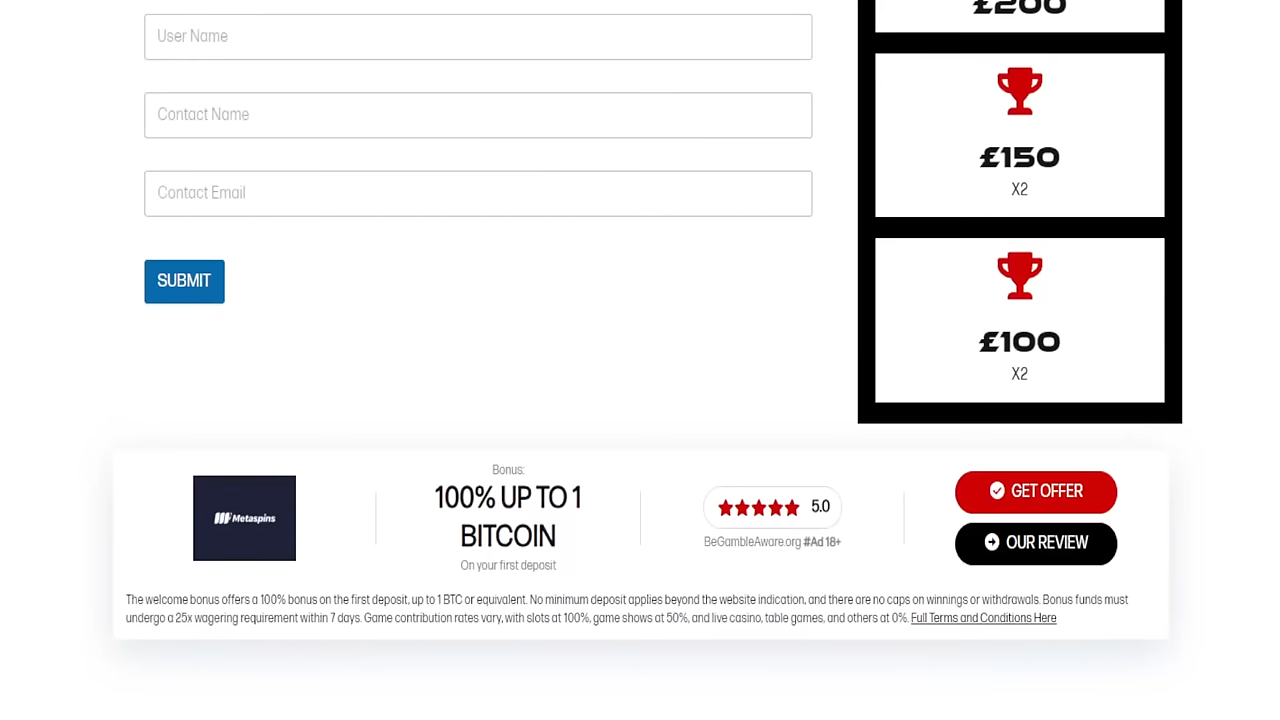 User Name
Contact Name
Contact Email
SUBMIT
£200
£150
X2
£100
X2
Metaspins
Bonus:
100% UP TO 1
BITCOIN
On your first deposit
5.0
BeGambleAware.org #Ad 18+
GET OFFER
OUR REVIEW
The welcome bonus offers a 100% bonus on the first deposit, up to 1 BTC or equivalent. No minimum deposit applies beyond the website indication, and there are no caps on winnings or withdrawals. Bonus funds must
undergo a 25x wagering requirement within 7 days. Game contribution rates vary, with slots at 100%, game shows at 50%, and live casino, table games, and others at 0%. Full Terms and Conditions Here